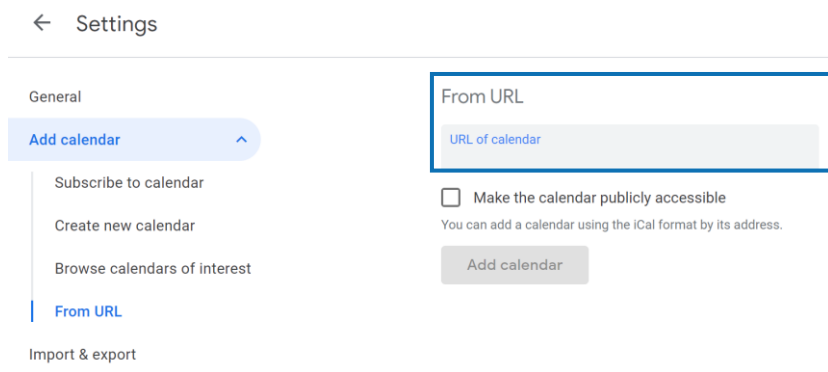 Settings
General
Add calendar
Subscribe to calendar
Create new calendar
Browse calendars of interest
From URL
Import & export
From URL
URL of calendar
Make the calendar publicly accessible
You can add a calendar using the iCal format by its address.
Add calendar